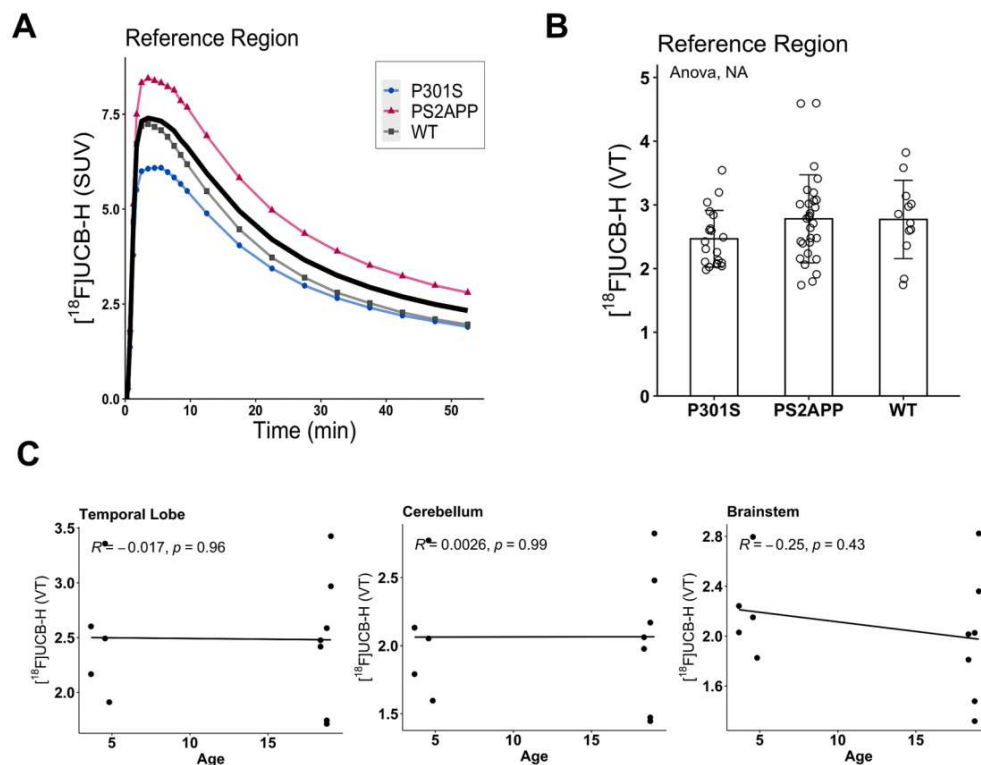 A
Reference Region
[¹⁸F]UCB-H (SUV)
7.5
5.0
2.5
0.0
0 10 20 30 40 50
Time (min)
P301S
PS2APP
WT
B
Reference Region
Anova, NA
[¹⁸F]UCB-H (VT)
5
4
3
2
1
0
P301S PS2APP WT
C
Temporal Lobe
R = −0.017, p = 0.96
[¹⁸F]UCB-H (VT)
3.5
3.0
2.5
2.0
5 10 15
Age
Cerebellum
R = 0.0026, p = 0.99
[¹⁸F]UCB-H (VT)
2.5
2.0
1.5
5 10 15
Age
Brainstem
R = −0.25, p = 0.43
[¹⁸F]UCB-H (VT)
2.8
2.4
2.0
1.6
5 10 15
Age